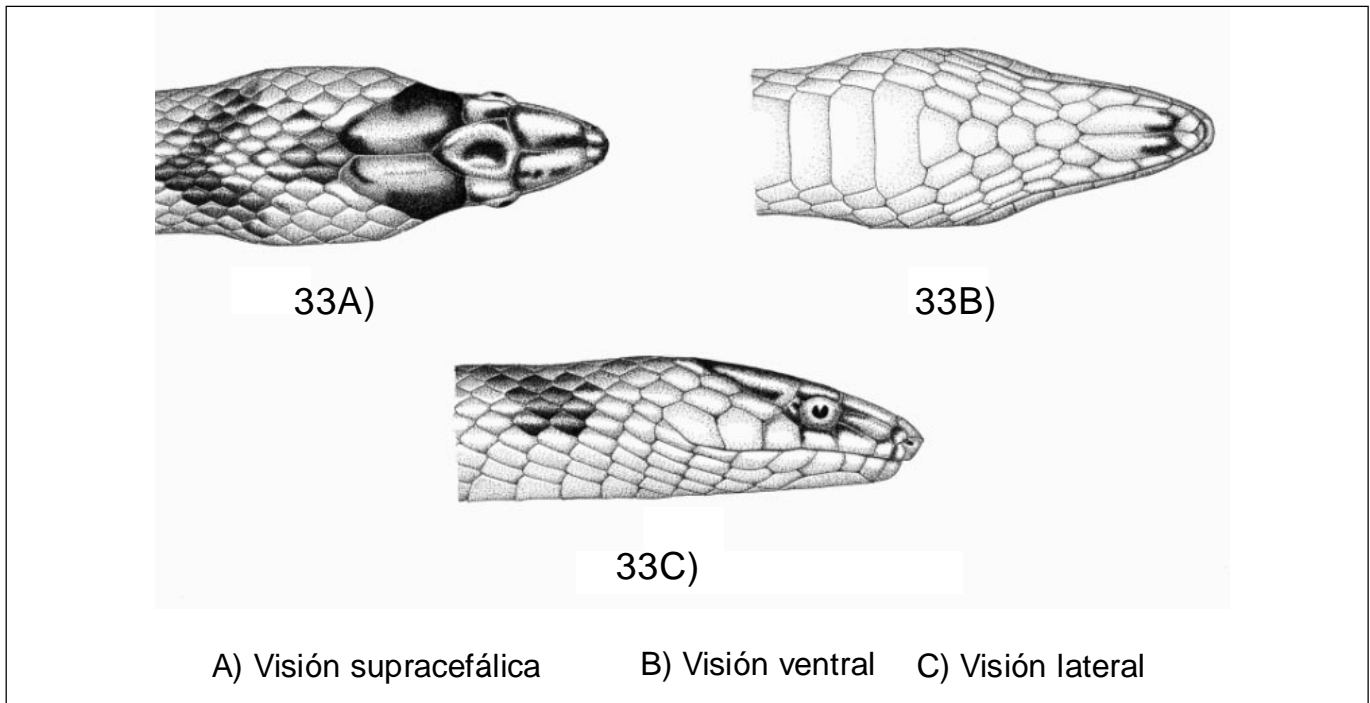 33A)
33B)
33C)
A) Visión supracefálica B) Visión ventral C) Visión lateral